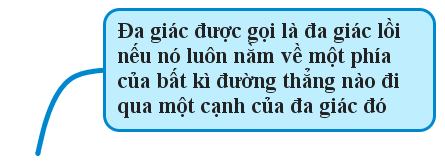 Đa giác được gọi là đa giác lồi
nếu nó luôn nằm về một phía
của bất kì đường thẳng nào đi
qua một cạnh của đa giác đó